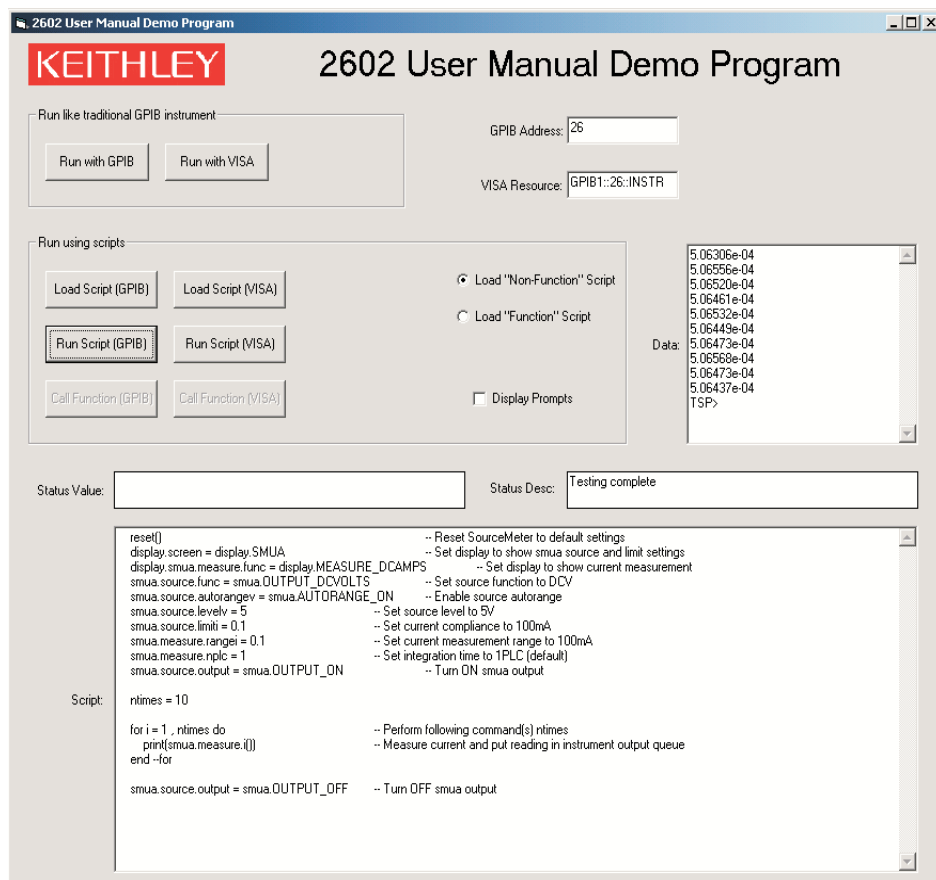 2602 User Manual Demo Program
KEITHLEY
2602 User Manual Demo Program
Run like traditional GPIB instrument
Run with GPIB
Run with VISA
GPIB Address:
26
VISA Resource:
GPIB1::26::INSTR
Run using scripts
Load Script (GPIB)
Load Script (VISA)
Load "Non-Function" Script
Load "Function" Script
Run Script (GPIB)
Run Script (VISA)
Call Function (GPIB)
Call Function (VISA)
Display Prompts
Data:
5.06306e-04
5.06556e-04
5.06520e-04
5.06461e-04
5.06532e-04
5.06449e-04
5.06473e-04
5.06568e-04
5.06473e-04
5.06437e-04
TSP>
Status Value:
Status Desc:
Testing complete
Script:
reset() -- Reset SourceMeter to default settings
display.screen = display.SMUA -- Set display to show smua source and limit settings
display.smua.measure.func = display.MEASURE_DCAMPS -- Set display to show current measurement
smua.source.func = smua.OUTPUT_DCVOLTS -- Set source function to DCV
smua.source.autorangev = smua.AUTORANGE_ON -- Enable source autorange
smua.source.levelv = 5 -- Set source level to 5V
smua.source.limiti = 0.1 -- Set current compliance to 100mA
smua.measure.rangei = 0.1 -- Set current measurement range to 100mA
smua.measure.nplc = 1 -- Set integration time to 1PLC (default)
smua.source.output = smua.OUTPUT_ON -- Turn ON smua output
ntimes = 10
for i = 1 , ntimes do -- Perform following command(s) ntimes
print(smua.measure.i()) -- Measure current and put reading in instrument output queue
end --for
smua.source.output = smua.OUTPUT_OFF -- Turn OFF smua output